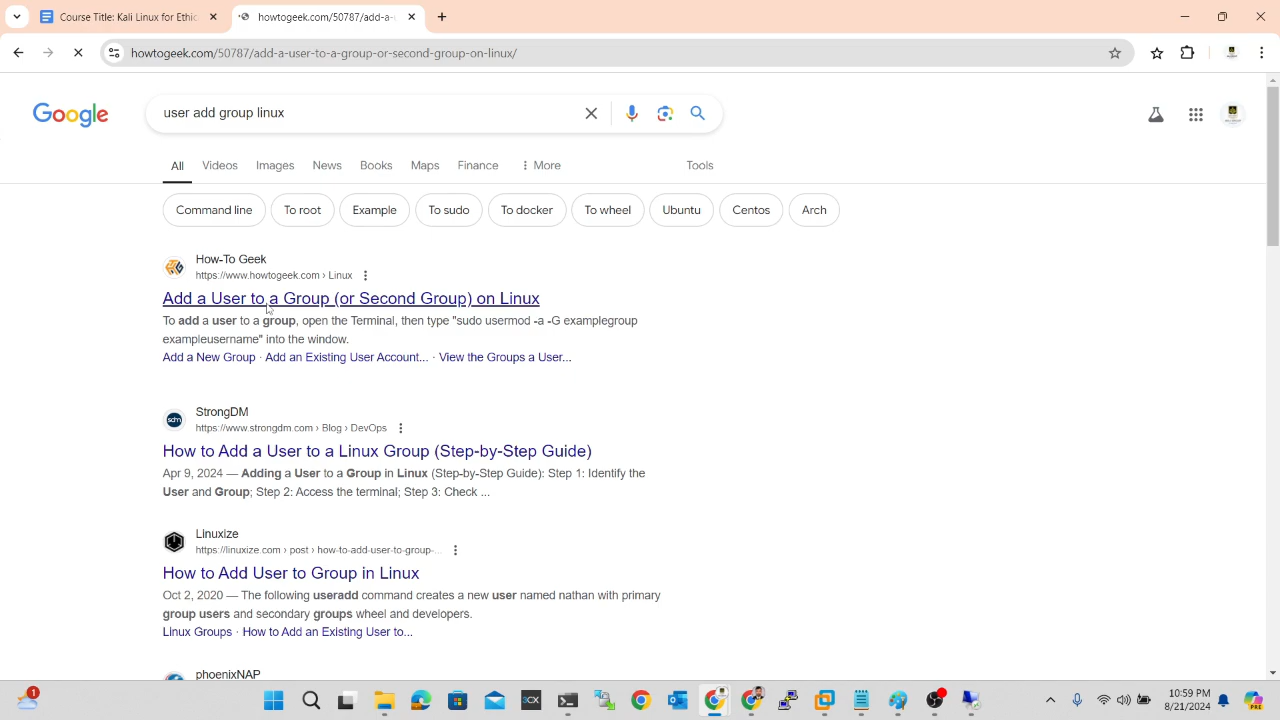 Course Title: Kali Linux for Ethic
howtogeek.com/50787/add-a-
howtogeek.com/50787/add-a-user-to-a-group-or-second-group-on-linux/
Google
user add group linux
All
Videos
Images
News
Books
Maps
Finance
More
Tools
Command line
To root
Example
To sudo
To docker
To wheel
Ubuntu
Centos
Arch
How-To Geek
https://www.howtogeek.com › Linux
Add a User to a Group (or Second Group) on Linux
To add a user to a group, open the Terminal, then type "sudo usermod -a -G examplegroup
exampleusername" into the window.
Add a New Group · Add an Existing User Account... · View the Groups a User...
StrongDM
https://www.strongdm.com › Blog › DevOps
How to Add a User to a Linux Group (Step-by-Step Guide)
Apr 9, 2024 — Adding a User to a Group in Linux (Step-by-Step Guide): Step 1: Identify the
User and Group; Step 2: Access the terminal; Step 3: Check ...
Linuxize
https://linuxize.com › post › how-to-add-user-to-group-...
How to Add User to Group in Linux
Oct 2, 2020 — The following useradd command creates a new user named nathan with primary
group users and secondary groups wheel and developers.
Linux Groups · How to Add an Existing User to...
phoenixNAP
1
10:59 PM
8/21/2024